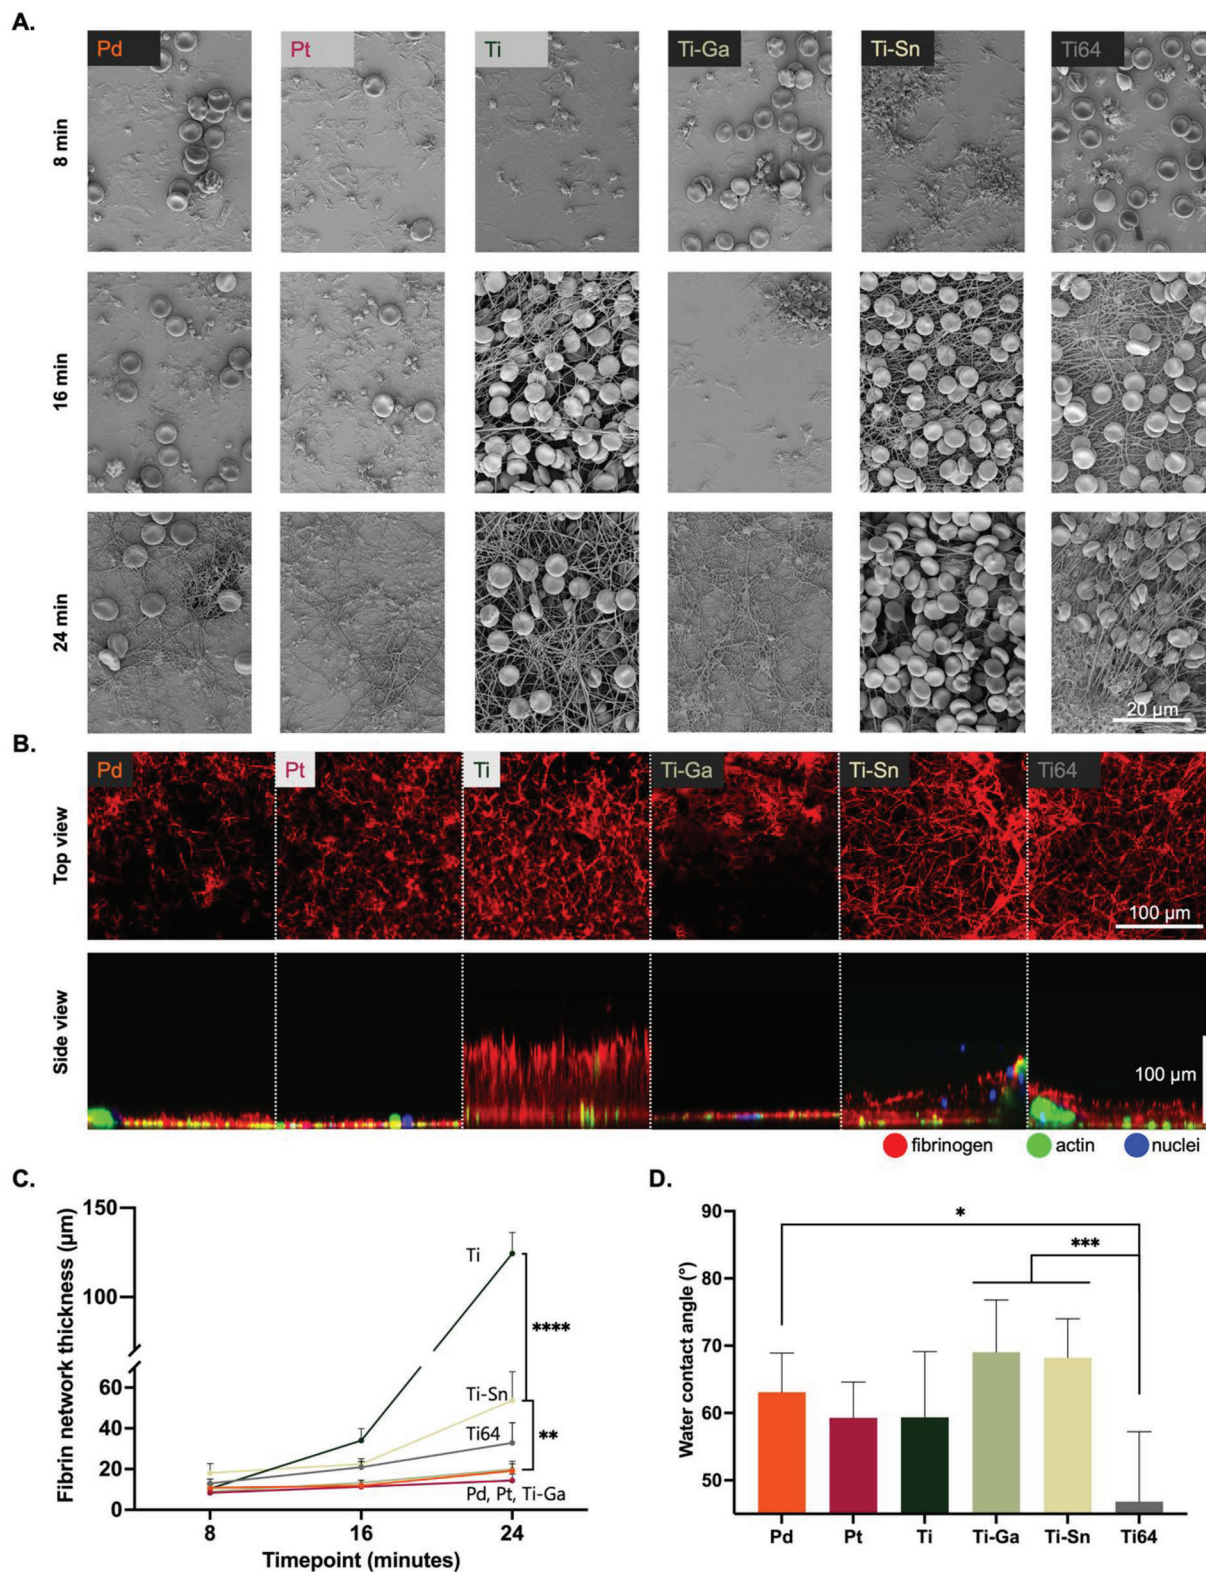 A.
Pd Pt Ti Ti-Ga Ti-Sn Ti64
8 min
16 min
24 min
20 µm
B.
Pd Pt Ti Ti-Ga Ti-Sn Ti64
Top view
100 µm
Side view
100 µm
fibrinogen actin nuclei
C.
Fibrin network thickness (µm)
150
100
60
40
20
0
Ti
****
Ti-Sn
Ti64
**
Pd, Pt, Ti-Ga
8 16 24
Timepoint (minutes)
D.
Water contact angle (°)
90
80
70
60
50
*
***
Pd Pt Ti Ti-Ga Ti-Sn Ti64